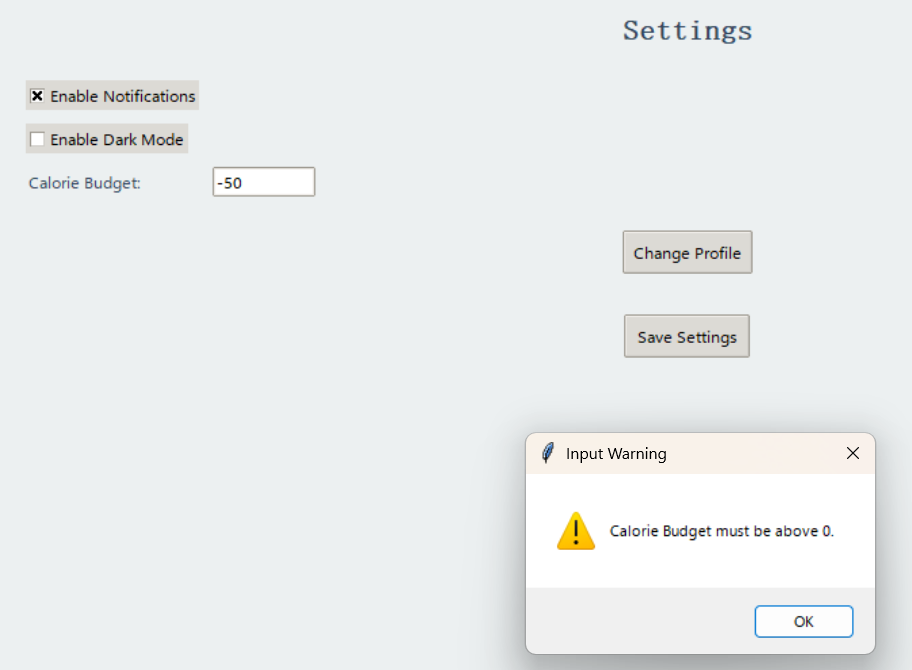 Settings
Enable Notifications
Enable Dark Mode
Calorie Budget: -50
Change Profile
Save Settings
Input Warning
Calorie Budget must be above 0.
OK